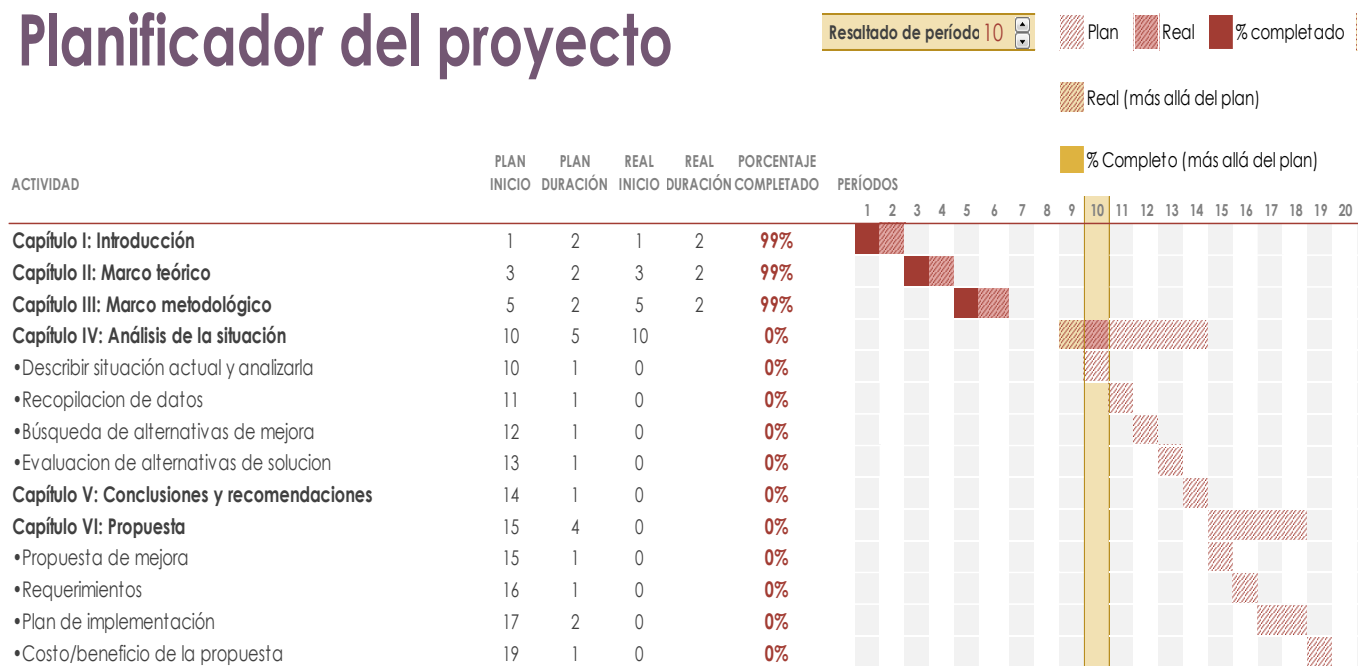 Planificador del proyecto
Resaltado de período 10
Plan
Real
% completado
Real (más allá del plan)
% Completo (más allá del plan)
ACTIVIDAD
PLAN INICIO
PLAN DURACIÓN
REAL INICIO
REAL DURACIÓN
PORCENTAJE COMPLETADO
PERÍODOS
1 2 3 4 5 6 7 8 9 10 11 12 13 14 15 16 17 18 19 20
Capítulo I: Introducción 1 2 1 2 99%
Capítulo II: Marco teórico 3 2 3 2 99%
Capítulo III: Marco metodológico 5 2 5 2 99%
Capítulo IV: Análisis de la situación 10 5 10 0%
•Describir situación actual y analizarla 10 1 0 0%
•Recopilacion de datos 11 1 0 0%
•Búsqueda de alternativas de mejora 12 1 0 0%
•Evaluacion de alternativas de solucion 13 1 0 0%
Capítulo V: Conclusiones y recomendaciones 14 1 0 0%
Capítulo VI: Propuesta 15 4 0 0%
•Propuesta de mejora 15 1 0 0%
•Requerimientos 16 1 0 0%
•Plan de implementación 17 2 0 0%
•Costo/beneficio de la propuesta 19 1 0 0%